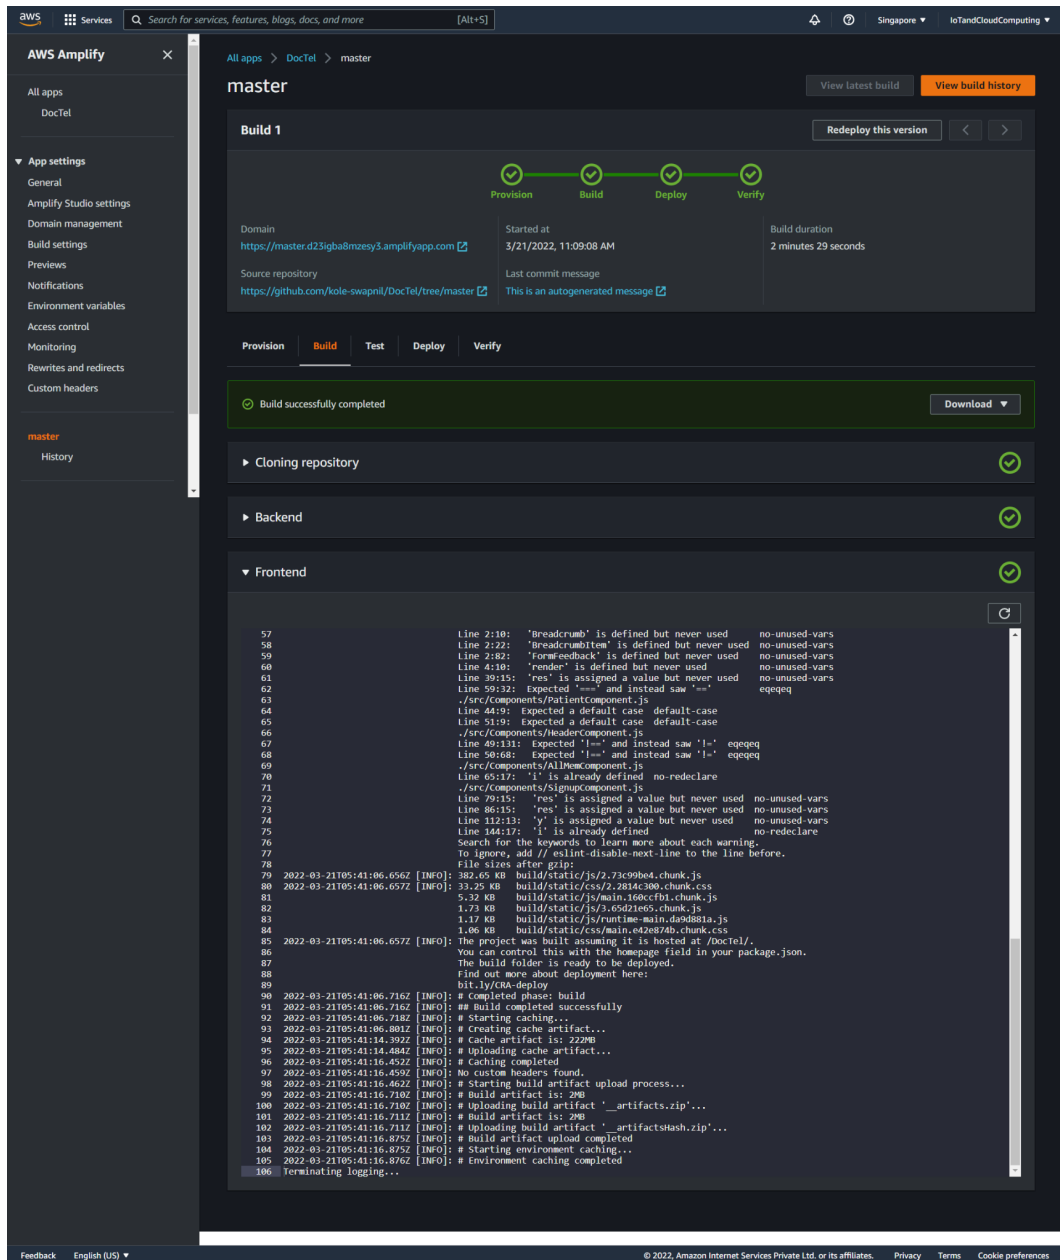 aws
Services
Search for services, features, blogs, docs, and more
[Alt+S]
Singapore ▼
IoTandCloudComputing ▼
AWS Amplify
All apps
DocTel
App settings
General
Amplify Studio settings
Domain management
Build settings
Previews
Notifications
Environment variables
Access control
Monitoring
Rewrites and redirects
Custom headers
master
History
All apps > DocTel > master
master
View latest build
View build history
Build 1
Redeploy this version
Provision
Build
Deploy
Verify
Domain
https://master.d23igba8mzesy3.amplifyapp.com
Started at
3/21/2022, 11:09:08 AM
Build duration
2 minutes 29 seconds
Source repository
https://github.com/kole-swapnil/DocTel/tree/master
Last commit message
This is an autogenerated message
Provision
Build
Test
Deploy
Verify
Build successfully completed
Download ▼
Cloning repository
Backend
Frontend
57 Line 2:10: 'Breadcrumb' is defined but never used no-unused-vars
58 Line 2:22: 'BreadcrumbItem' is defined but never used no-unused-vars
59 Line 2:82: 'FormFeedback' is defined but never used no-unused-vars
60 Line 4:10: 'render' is defined but never used no-unused-vars
61 Line 39:15: 'res' is assigned a value but never used no-unused-vars
62 Line 59:32: Expected '===' and instead saw '==' eqeqeq
63 ./src/Components/PatientComponent.js
64 Line 44:9: Expected a default case default-case
65 Line 51:9: Expected a default case default-case
66 ./src/Components/HeaderComponent.js
67 Line 49:131: Expected '!==' and instead saw '!=' eqeqeq
68 Line 50:68: Expected '!==' and instead saw '!=' eqeqeq
69 ./src/Components/AllMemComponent.js
70 Line 65:17: 'i' is already defined no-redeclare
71 ./src/Components/SignupComponent.js
72 Line 79:15: 'res' is assigned a value but never used no-unused-vars
73 Line 86:15: 'res' is assigned a value but never used no-unused-vars
74 Line 112:13: 'y' is assigned a value but never used no-unused-vars
75 Line 144:17: 'i' is already defined no-redeclare
76 Search for the keywords to learn more about each warning.
77 To ignore, add // eslint-disable-next-line to the line before.
78 File sizes after gzip:
79 2022-03-21T05:41:06.656Z [INFO]: 382.65 KB build/static/js/2.73c99be4.chunk.js
80 2022-03-21T05:41:06.657Z [INFO]: 33.25 KB build/static/css/2.2814c300.chunk.css
81 5.32 KB build/static/js/main.160ccfb1.chunk.js
82 1.73 KB build/static/js/3.65d21e65.chunk.js
83 1.17 KB build/static/js/runtime-main.da9d881a.js
84 1.06 KB build/static/css/main.e42e874b.chunk.css
85 2022-03-21T05:41:06.657Z [INFO]: The project was built assuming it is hosted at /DocTel/.
86 You can control this with the homepage field in your package.json.
87 The build folder is ready to be deployed.
88 Find out more about deployment here:
89 bit.ly/CRA-deploy
90 2022-03-21T05:41:06.716Z [INFO]: # Completed phase: build
91 2022-03-21T05:41:06.716Z [INFO]: ## Build completed successfully
92 2022-03-21T05:41:06.718Z [INFO]: # Starting caching...
93 2022-03-21T05:41:06.801Z [INFO]: # Creating cache artifact...
94 2022-03-21T05:41:14.392Z [INFO]: # Cache artifact is: 222MB
95 2022-03-21T05:41:14.484Z [INFO]: # Uploading cache artifact...
96 2022-03-21T05:41:16.452Z [INFO]: # Caching completed
97 2022-03-21T05:41:16.459Z [INFO]: No custom headers found.
98 2022-03-21T05:41:16.462Z [INFO]: # Starting build artifact upload process...
99 2022-03-21T05:41:16.710Z [INFO]: # Build artifact is: 2MB
100 2022-03-21T05:41:16.710Z [INFO]: # Uploading build artifact '__artifacts.zip'...
101 2022-03-21T05:41:16.711Z [INFO]: # Build artifact is: 2MB
102 2022-03-21T05:41:16.711Z [INFO]: # Uploading build artifact '__artifactsHash.zip'...
103 2022-03-21T05:41:16.875Z [INFO]: # Build artifact upload completed
104 2022-03-21T05:41:16.875Z [INFO]: # Starting environment caching...
105 2022-03-21T05:41:16.876Z [INFO]: # Environment caching completed
106 Terminating logging...
Feedback
English (US) ▼
© 2022, Amazon Internet Services Private Ltd. or its affiliates.
Privacy
Terms
Cookie preferences